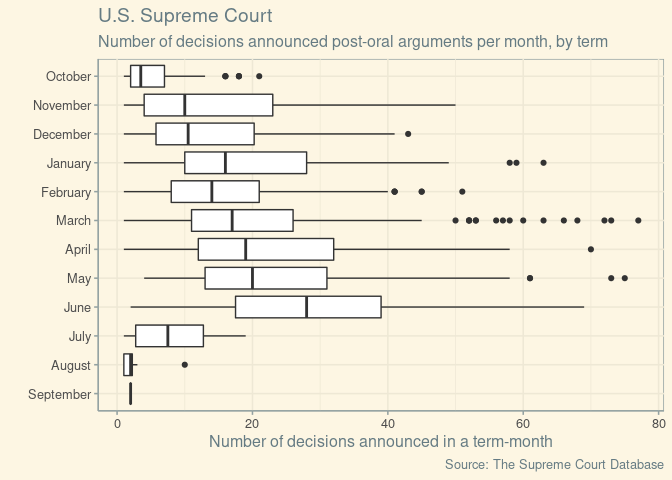 U.S. Supreme Court
Number of decisions announced post-oral arguments per month, by term
October
November
December
January
February
March
April
May
June
July
August
September
0 20 40 60 80
Number of decisions announced in a term-month
Source: The Supreme Court Database